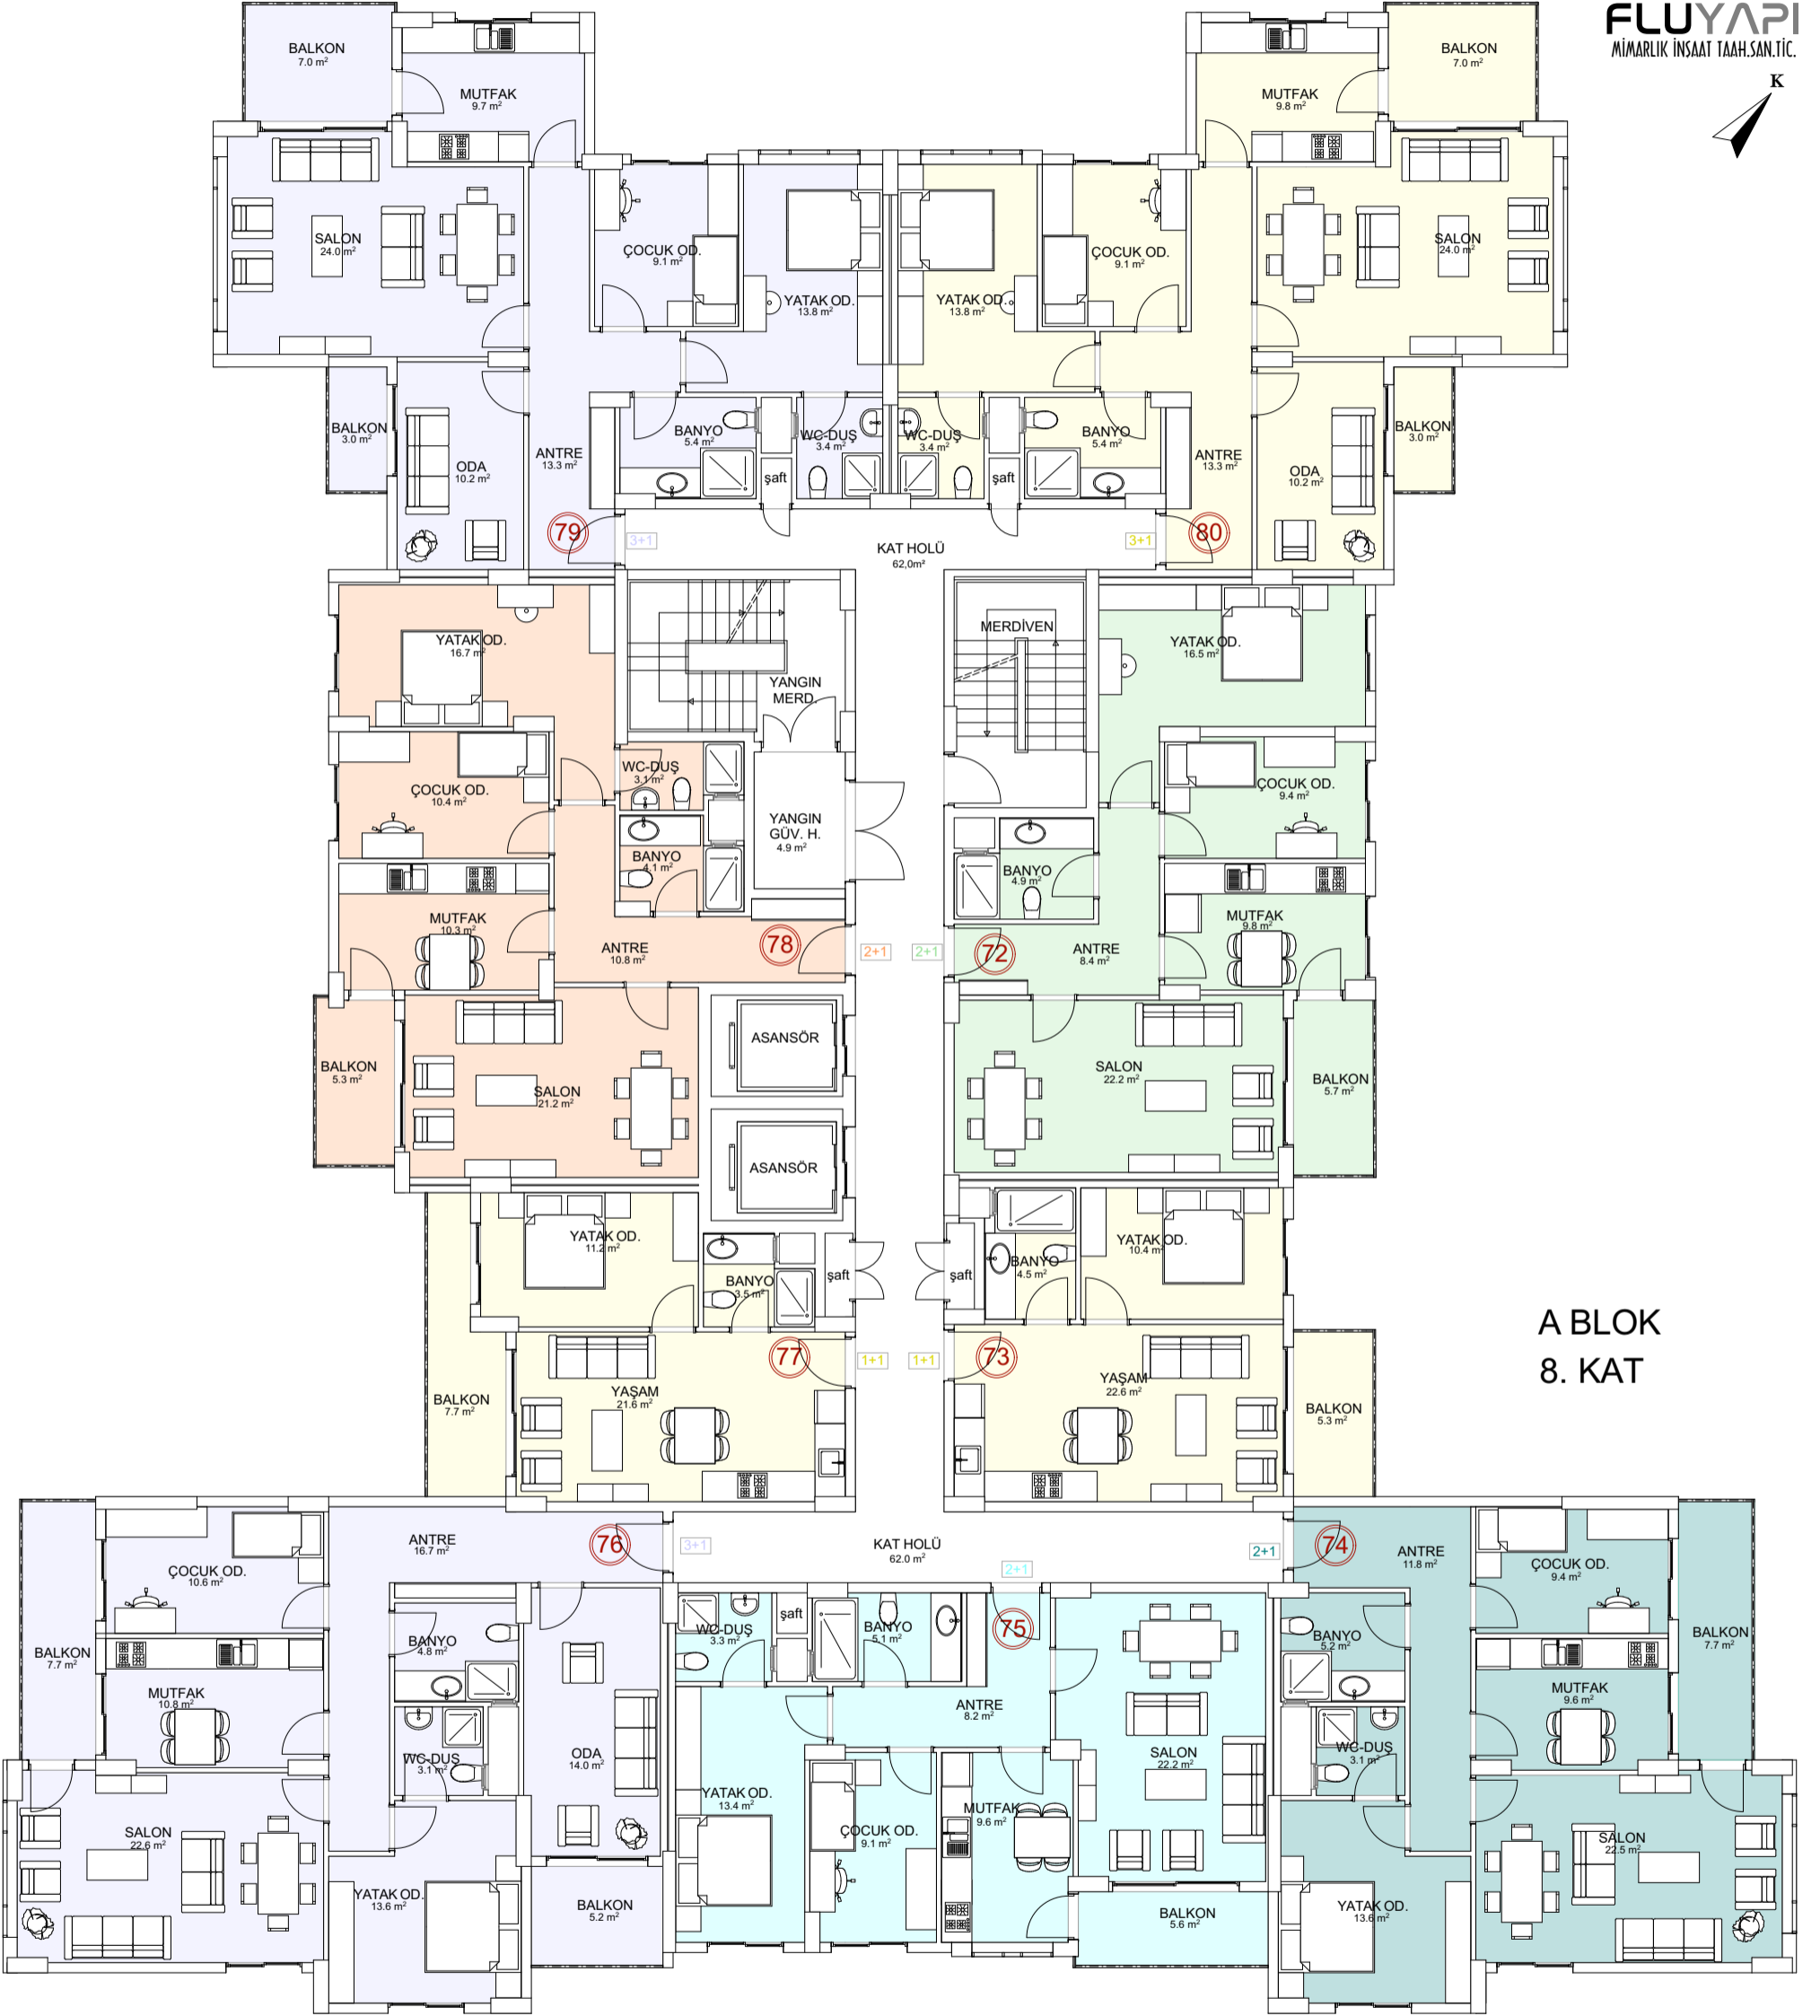 FLUYAPI
MİMARLIK İNŞAAT TAAH.SAN.TİC.
K
BALKON
7.0 m²
MUTFAK
9.7 m²
SALON
24.0 m²
ÇOCUK OD.
9.1 m²
YATAK OD.
13.8 m²
BALKON
3.0 m²
ODA
10.2 m²
ANTRE
13.3 m²
BANYO
5.4 m²
şaft
WC-DUŞ
3.4 m²
79
3+1
BALKON
7.0 m²
MUTFAK
9.8 m²
SALON
24.0 m²
ÇOCUK OD.
9.1 m²
YATAK OD.
13.8 m²
WC-DUŞ
3.4 m²
şaft
BANYO
5.4 m²
ANTRE
13.3 m²
ODA
10.2 m²
BALKON
3.0 m²
3+1
80
KAT HOLÜ
62,0m²
YATAK OD.
16.7 m²
YANGIN
MERD.
MERDİVEN
YATAK OD.
16.5 m²
ÇOCUK OD.
10.4 m²
WC-DUŞ
3.1 m²
BANYO
4.1 m²
YANGIN
GÜV. H.
4.9 m²
MUTFAK
10.3 m²
ANTRE
10.8 m²
78
2+1
BALKON
5.3 m²
SALON
21.2 m²
ASANSÖR
ASANSÖR
ÇOCUK OD.
9.4 m²
BANYO
4.9 m²
MUTFAK
9.8 m²
2+1
72
ANTRE
8.4 m²
SALON
22.2 m²
BALKON
5.7 m²
YATAK OD.
11.2 m²
BANYO
3.5 m²
şaft
77
1+1
BALKON
7.7 m²
YAŞAM
21.6 m²
şaft
BANYO
4.5 m²
YATAK OD.
10.4 m²
1+1
73
YAŞAM
22.6 m²
BALKON
5.3 m²
A BLOK
8. KAT
ANTRE
16.7 m²
76
3+1
KAT HOLÜ
62.0 m²
2+1
2+1
74
ANTRE
11.8 m²
ÇOCUK OD.
10.6 m²
BALKON
7.7 m²
BANYO
4.8 m²
MUTFAK
10.8 m²
WC-DUŞ
3.1 m²
ODA
14.0 m²
SALON
22.6 m²
YATAK OD.
13.6 m²
BALKON
5.2 m²
WC-DUŞ
3.3 m²
şaft
BANYO
5.1 m²
75
ANTRE
8.2 m²
YATAK OD.
13.4 m²
ÇOCUK OD.
9.1 m²
MUTFAK
9.6 m²
SALON
22.2 m²
BALKON
5.6 m²
ÇOCUK OD.
9.4 m²
BANYO
5.2 m²
BALKON
7.7 m²
MUTFAK
9.6 m²
WC-DUŞ
3.1 m²
SALON
22.5 m²
YATAK OD.
13.6 m²